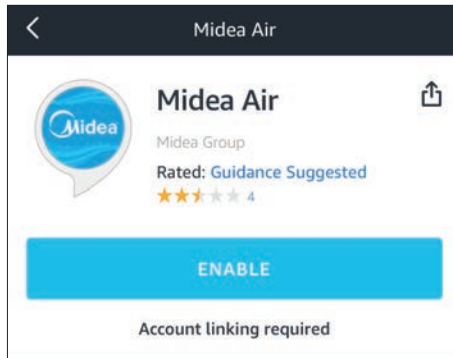 Midea Air
Midea
Midea Air
Midea Group
Rated: Guidance Suggested
4
ENABLE
Account linking required